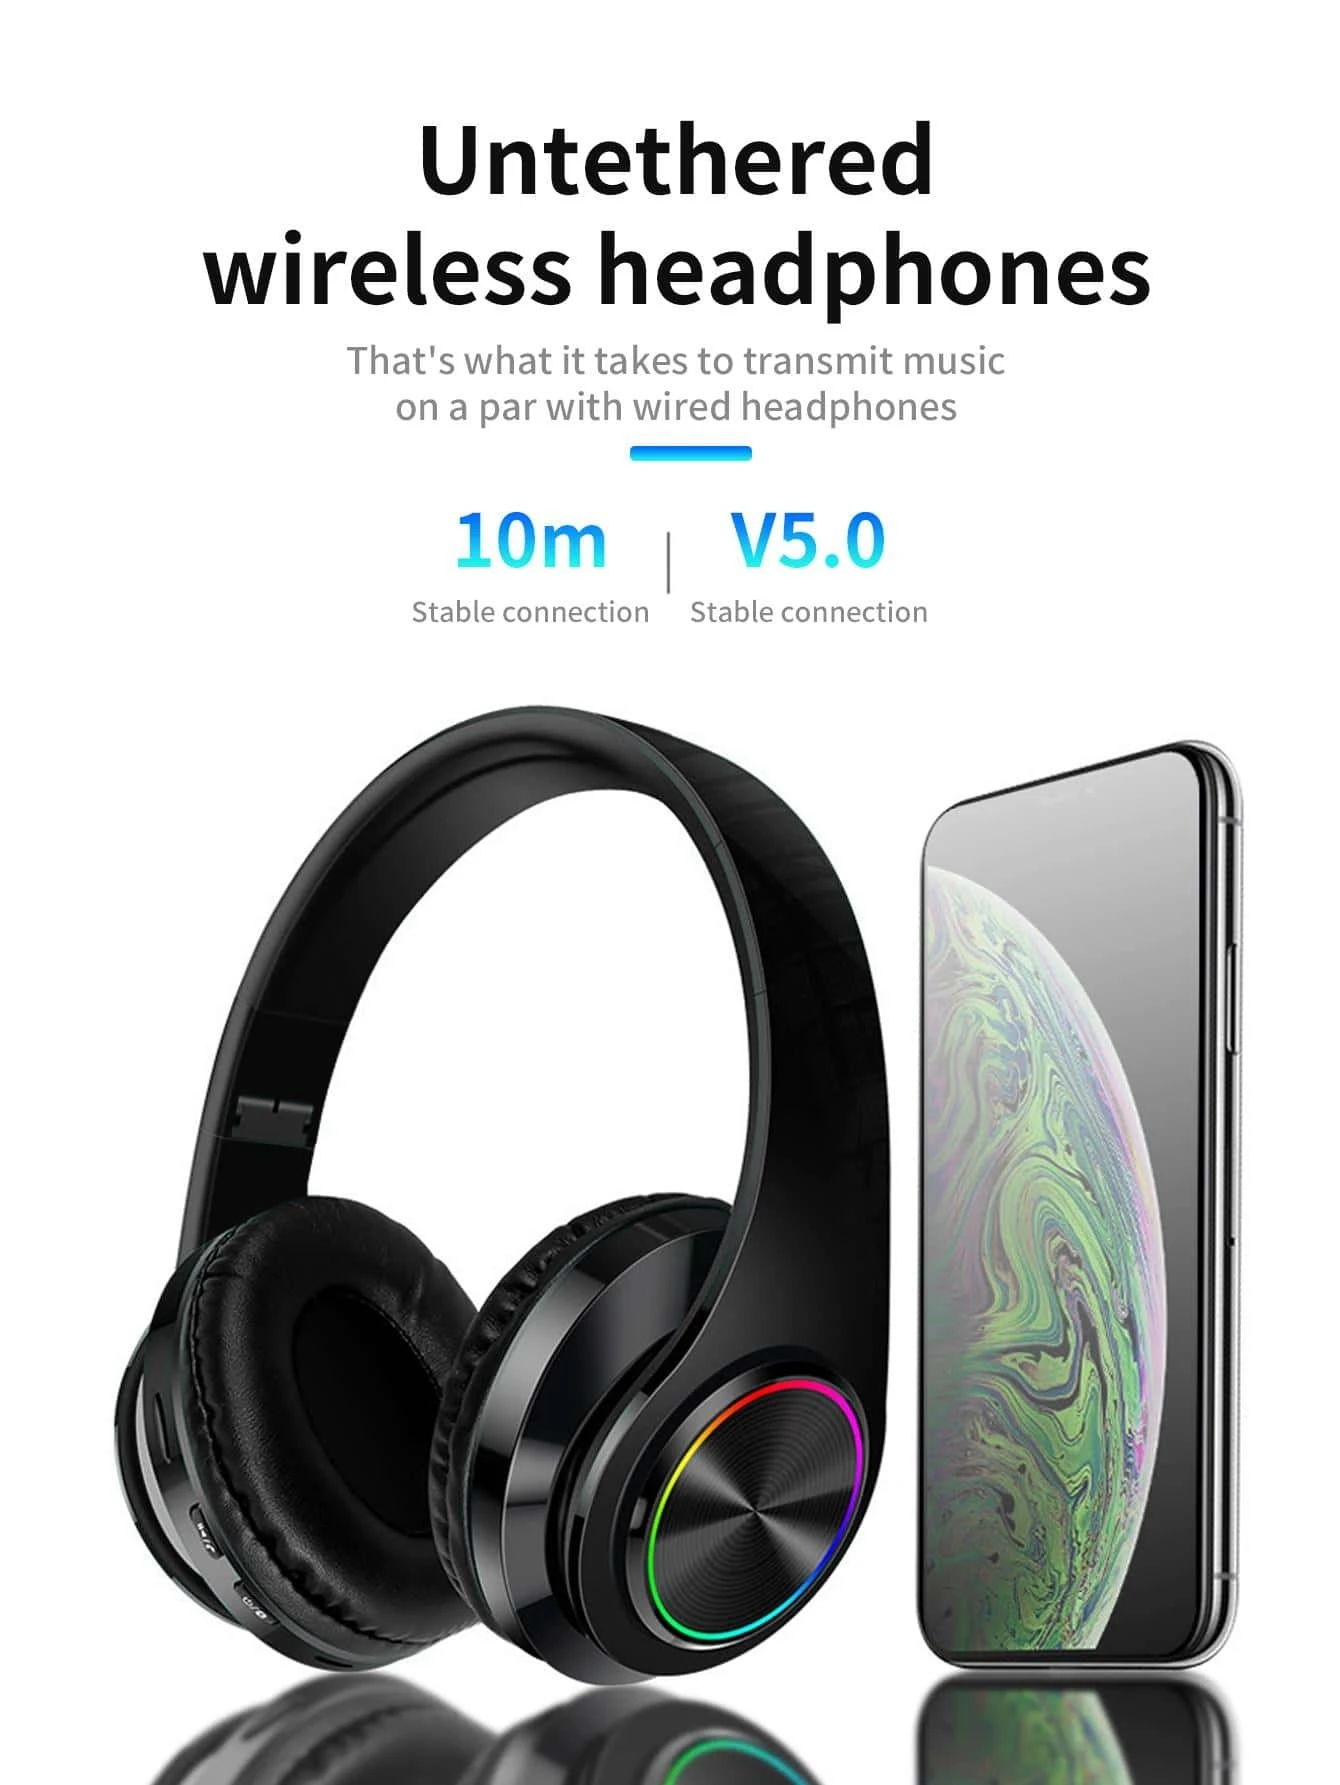 Untethered
wireless headphones
That's what it takes to transmit music
on a par with wired headphones
10m V5.0
Stable connection Stable connection